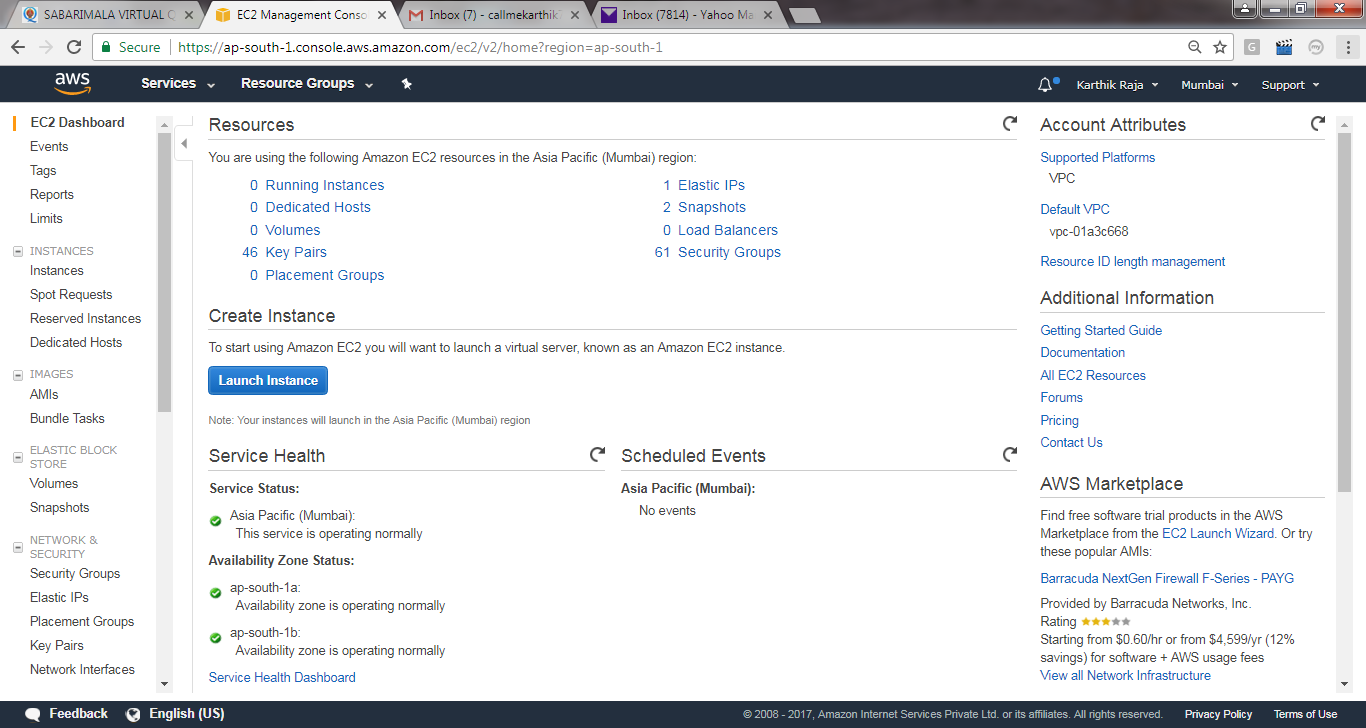 SABARIMALA VIRTUAL Q
EC2 Management Conso
Inbox (7) - callmekarthik
Inbox (7814) - Yahoo Ma
Secure
https://ap-south-1.console.aws.amazon.com/ec2/v2/home?region=ap-south-1
aws
Services
Resource Groups
Karthik Raja
Mumbai
Support
EC2 Dashboard
Events
Tags
Reports
Limits
INSTANCES
Instances
Spot Requests
Reserved Instances
Dedicated Hosts
IMAGES
AMIs
Bundle Tasks
ELASTIC BLOCK
STORE
Volumes
Snapshots
NETWORK &
SECURITY
Security Groups
Elastic IPs
Placement Groups
Key Pairs
Network Interfaces
Resources
You are using the following Amazon EC2 resources in the Asia Pacific (Mumbai) region:
0 Running Instances
1 Elastic IPs
0 Dedicated Hosts
2 Snapshots
0 Volumes
0 Load Balancers
46 Key Pairs
61 Security Groups
0 Placement Groups
Create Instance
To start using Amazon EC2 you will want to launch a virtual server, known as an Amazon EC2 instance.
Launch Instance
Note: Your instances will launch in the Asia Pacific (Mumbai) region
Service Health
Service Status:
Asia Pacific (Mumbai):
This service is operating normally
Availability Zone Status:
ap-south-1a:
Availability zone is operating normally
ap-south-1b:
Availability zone is operating normally
Service Health Dashboard
Scheduled Events
Asia Pacific (Mumbai):
No events
Account Attributes
Supported Platforms
VPC
Default VPC
vpc-01a3c668
Resource ID length management
Additional Information
Getting Started Guide
Documentation
All EC2 Resources
Forums
Pricing
Contact Us
AWS Marketplace
Find free software trial products in the AWS
Marketplace from the EC2 Launch Wizard. Or try
these popular AMIs:
Barracuda NextGen Firewall F-Series - PAYG
Provided by Barracuda Networks, Inc.
Rating
Starting from $0.60/hr or from $4,599/yr (12%
savings) for software + AWS usage fees
View all Network Infrastructure
Feedback
English (US)
© 2008 - 2017, Amazon Internet Services Private Ltd. or its affiliates. All rights reserved.
Privacy Policy
Terms of Use